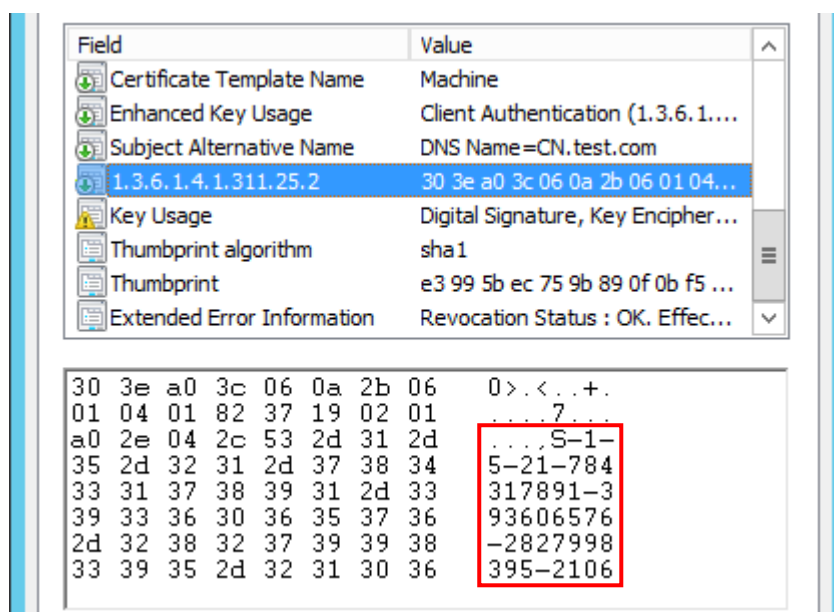 Field Value
Certificate Template Name Machine
Enhanced Key Usage Client Authentication (1.3.6.1....
Subject Alternative Name DNS Name=CN.test.com
1.3.6.1.4.1.311.25.2 30 3e a0 3c 06 0a 2b 06 01 04...
Key Usage Digital Signature, Key Encipher...
Thumbprint algorithm sha1
Thumbprint e3 99 5b ec 75 9b 89 0f 0b f5 ...
Extended Error Information Revocation Status : OK. Effec...
30 3e a0 3c 06 0a 2b 06 0>.<..+.
01 04 01 82 37 19 02 01 ....7...
a0 2e 04 2c 53 2d 31 2d ...,S-1-
35 2d 32 31 2d 37 38 34 5-21-784
33 31 37 38 39 31 2d 33 317891-3
39 33 36 30 36 35 37 36 93606576
2d 32 38 32 37 39 39 38 -2827998
33 39 35 2d 32 31 30 36 395-2106